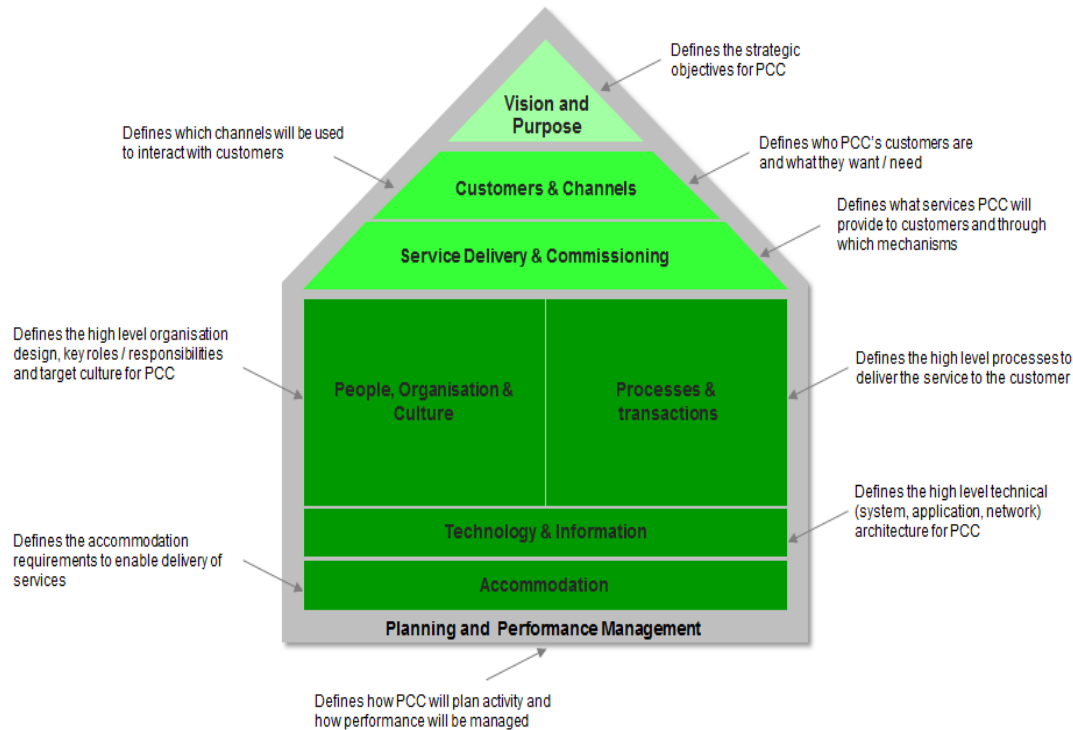 Defines the strategic
objectives for PCC
Vision and
Purpose
Defines which channels will be used
to interact with customers
Defines who PCC's customers are
and what they want / need
Customers & Channels
Defines what services PCC will
provide to customers and through
which mechanisms
Service Delivery & Commissioning
Defines the high level organisation
design, key roles / responsibilities
and target culture for PCC
People, Organisation &
Culture
Processes &
transactions
Defines the high level processes to
deliver the service to the customer
Defines the high level technical
(system, application, network)
architecture for PCC
Technology & Information
Defines the accommodation
requirements to enable delivery of
services
Accommodation
Planning and Performance Management
Defines how PCC will plan activity and
how performance will be managed